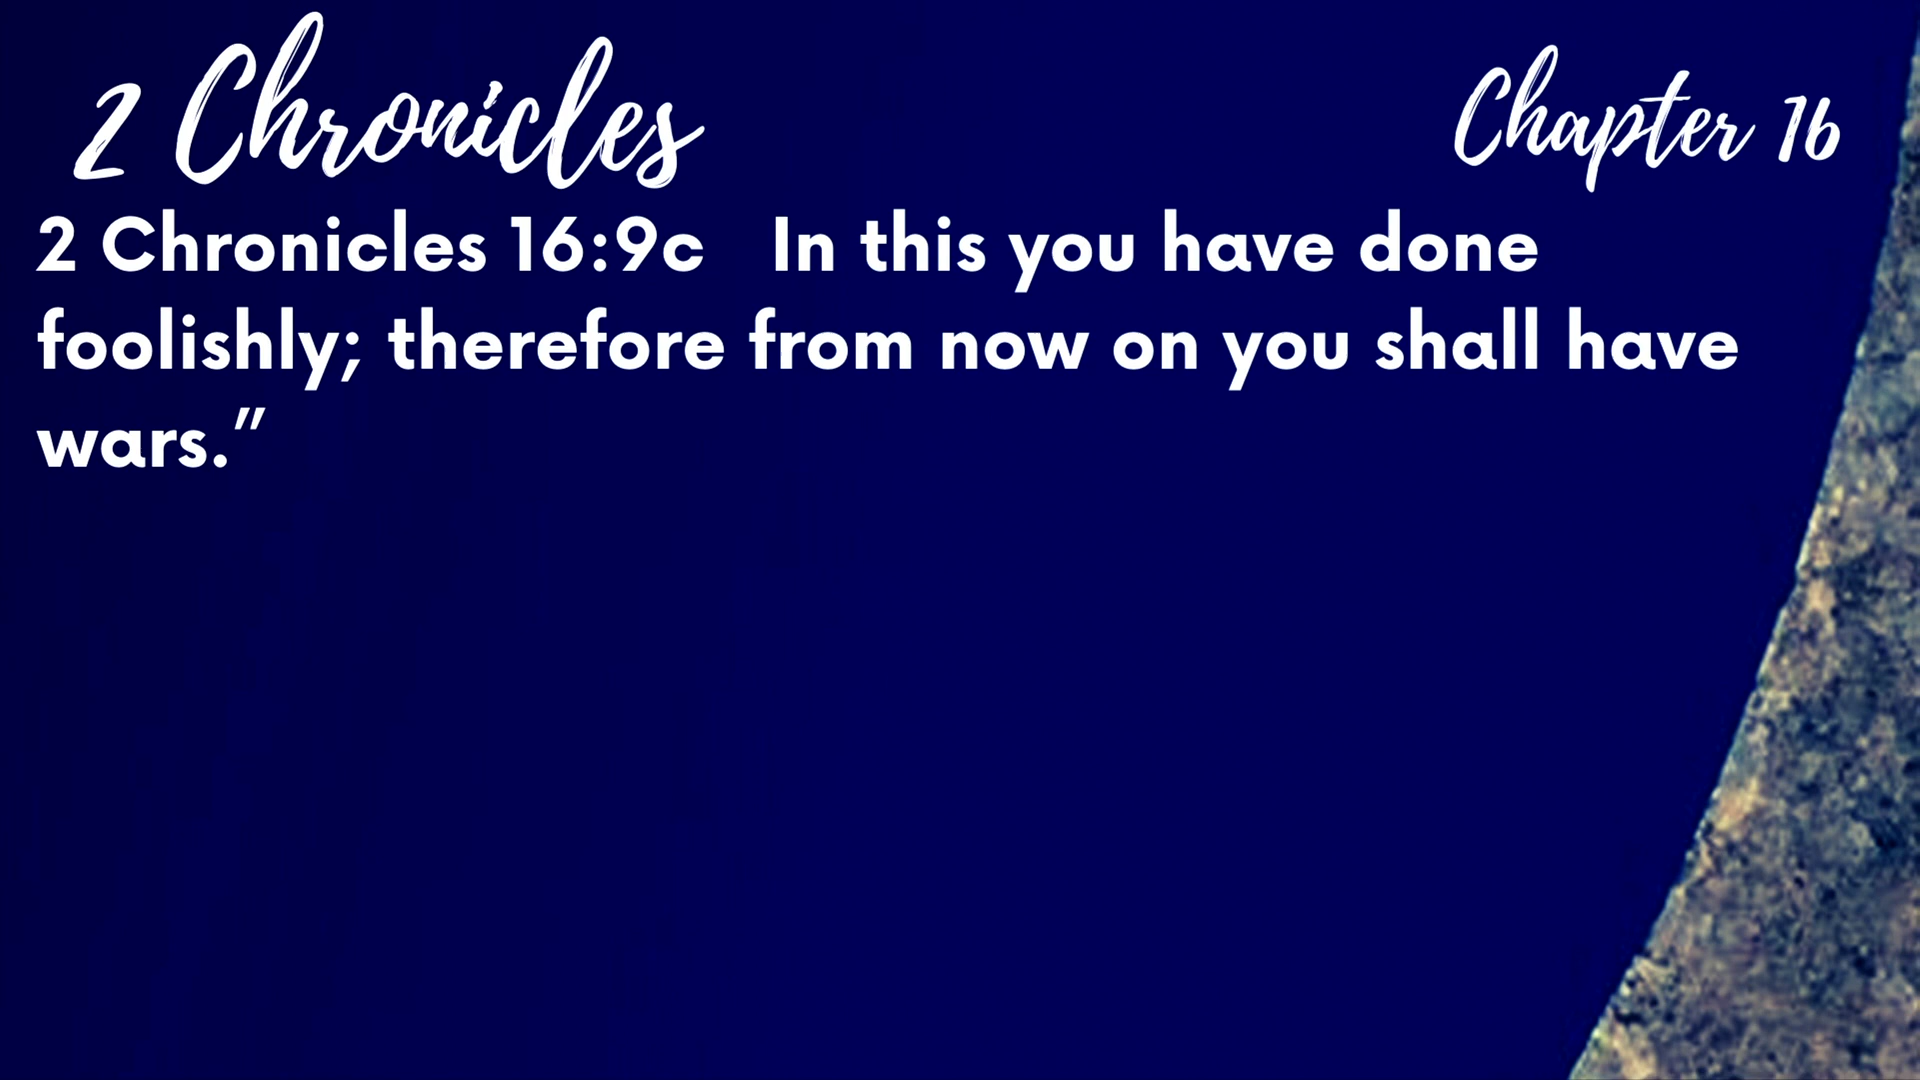 2 Chronicles
Chapter 16
2 Chronicles 16:9c In this you have done
foolishly; therefore from now on you shall have
wars.”